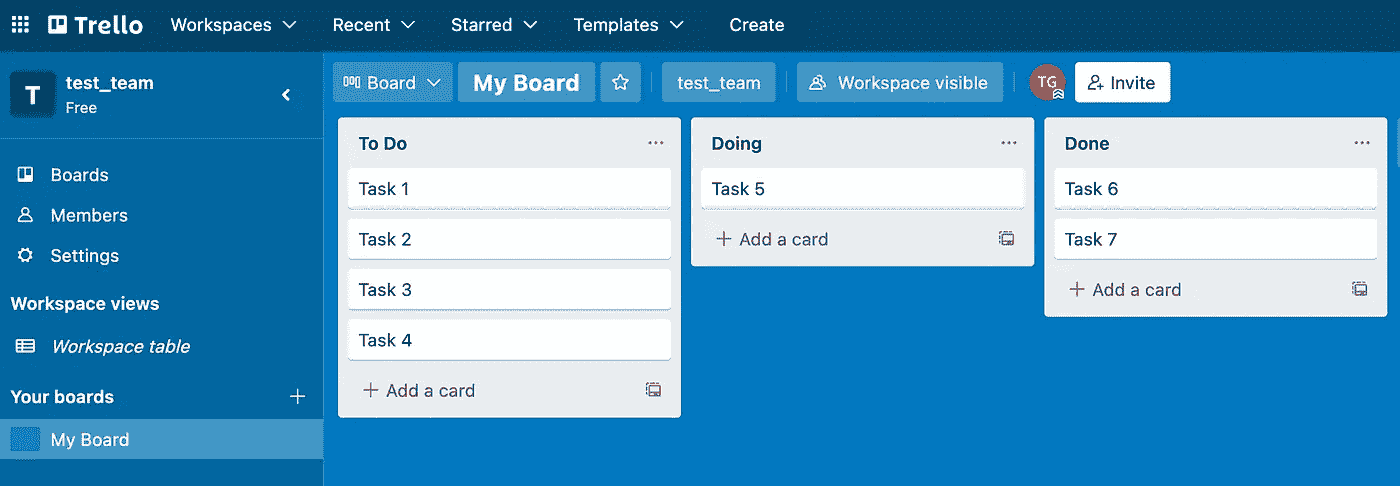 Trello Workspaces Recent Starred Templates Create
T test_team
Free
Boards
Members
Settings
Workspace views
Workspace table
Your boards +
My Board
Board My Board test_team Workspace visible TG Invite
To Do ...
Task 1
Task 2
Task 3
Task 4
+ Add a card
Doing ...
Task 5
+ Add a card
Done ...
Task 6
Task 7
+ Add a card